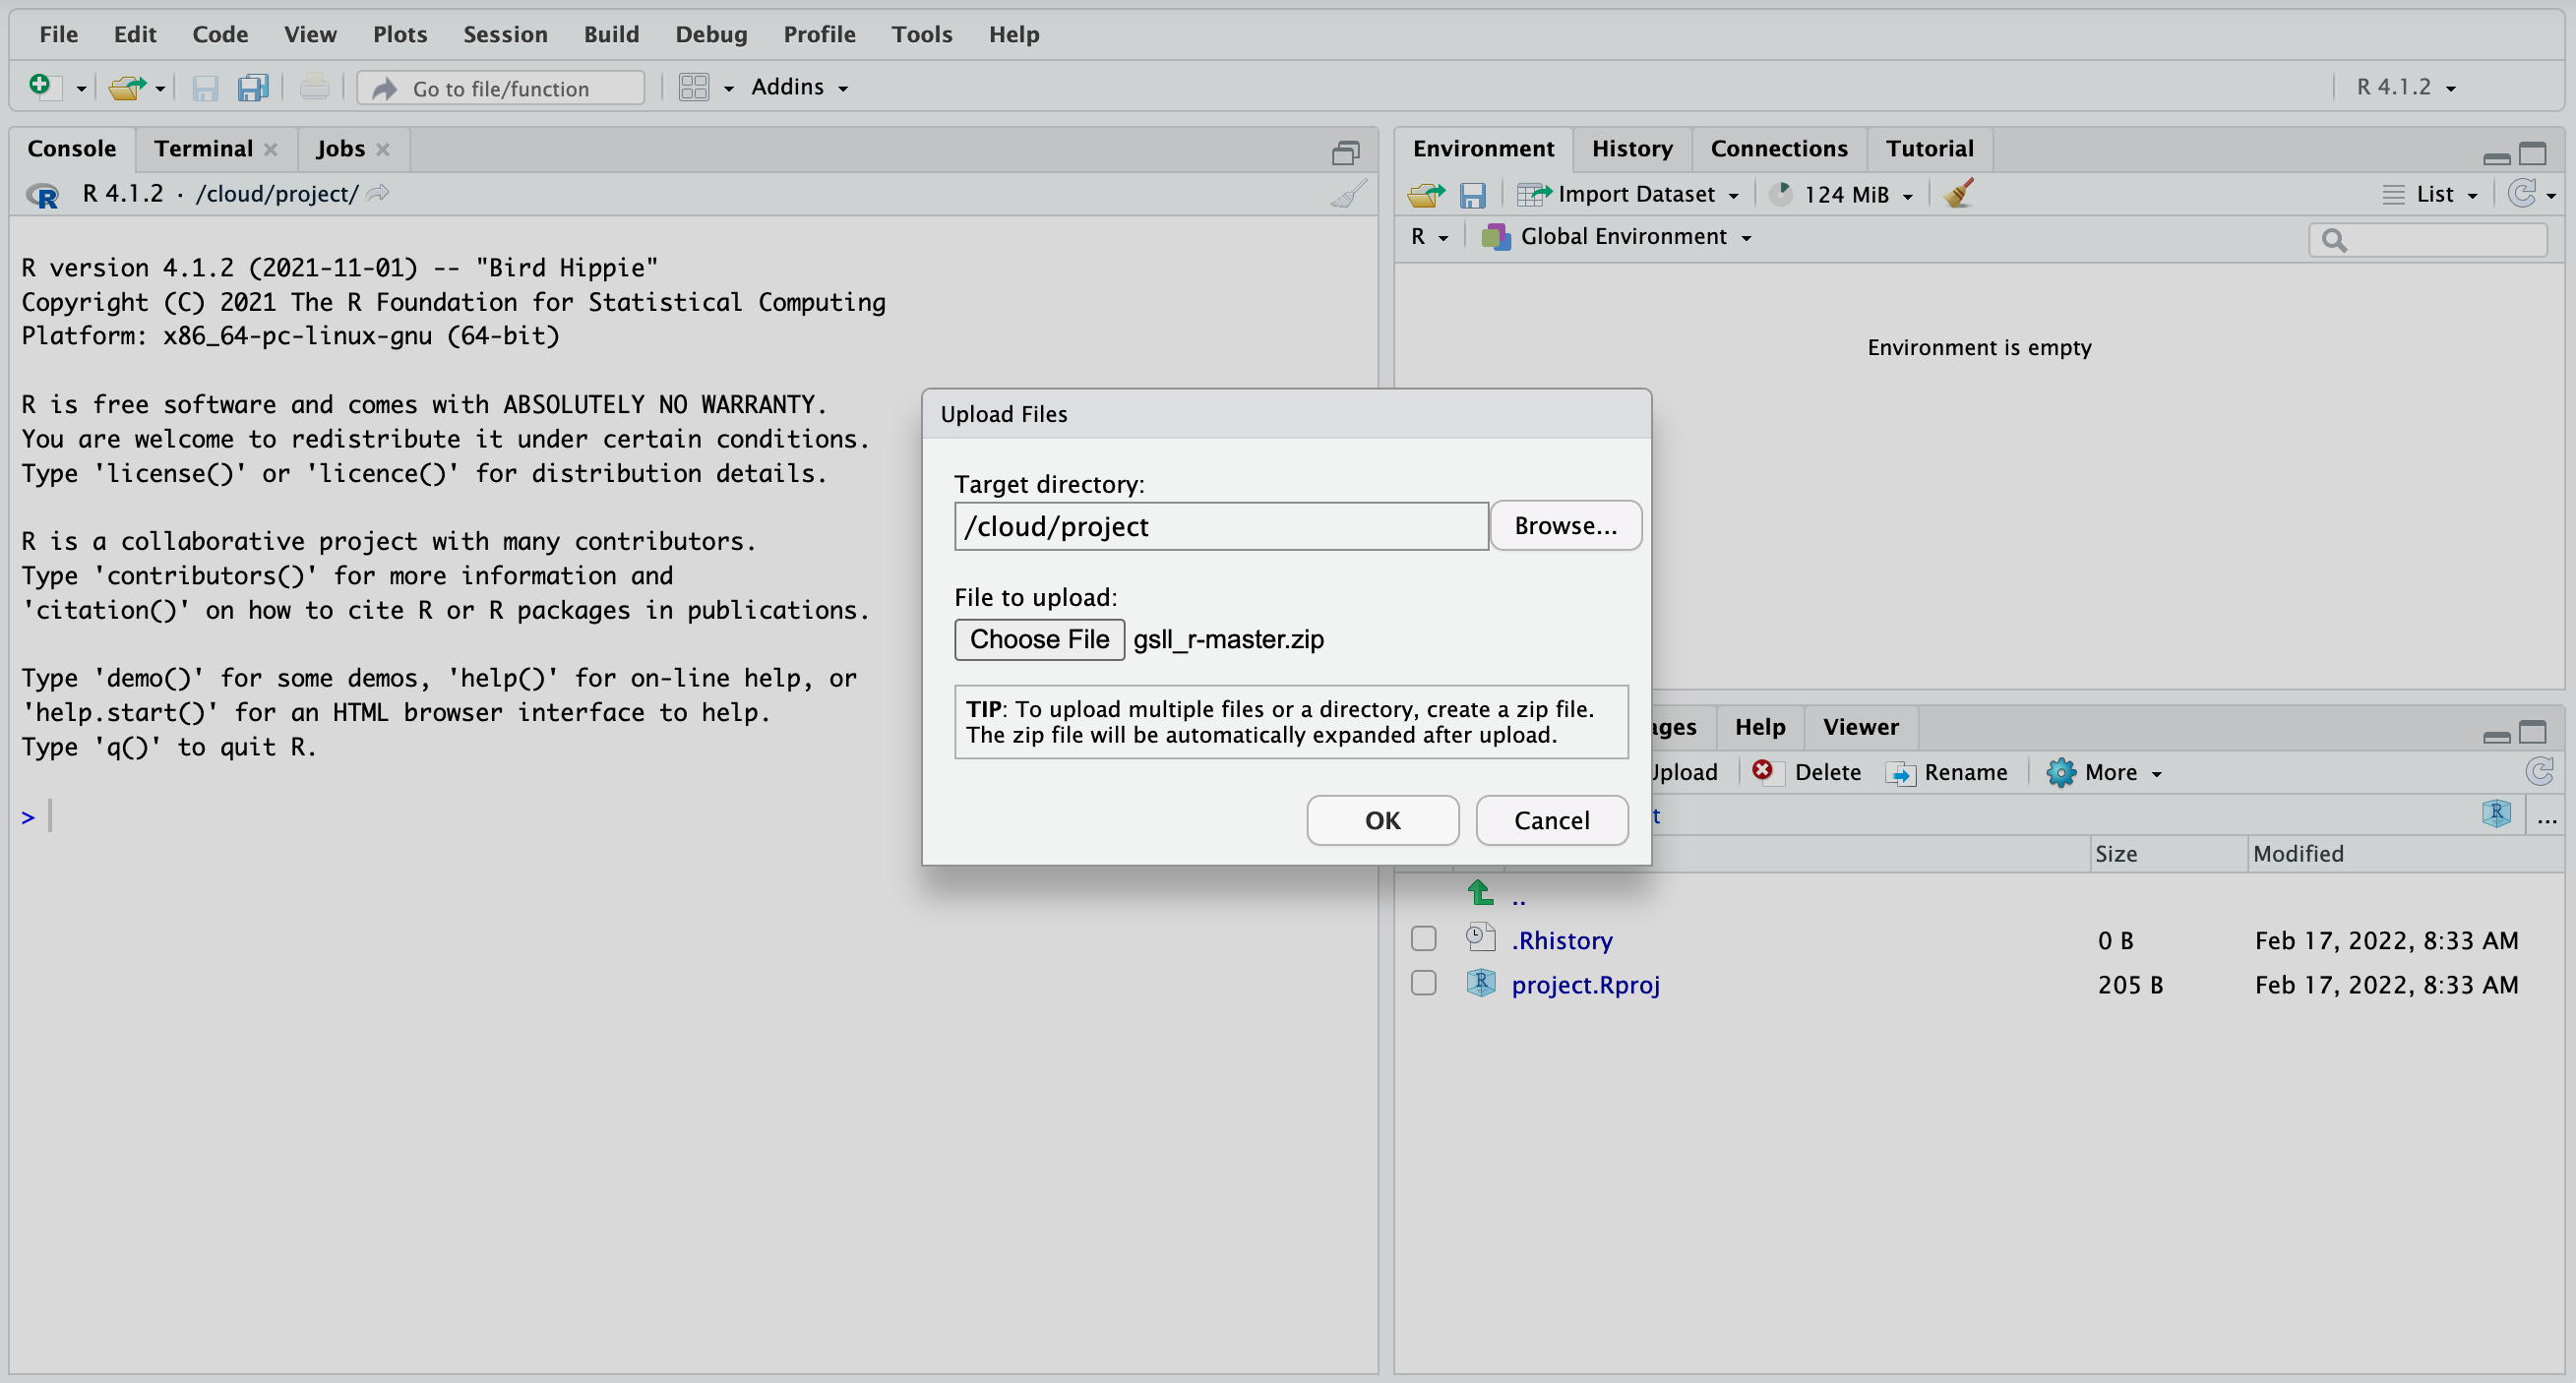 File Edit Code View Plots Session Build Debug Profile Tools Help
Go to file/function Addins R 4.1.2
Console Terminal Jobs
R 4.1.2 · /cloud/project/
R version 4.1.2 (2021-11-01) -- "Bird Hippie"
Copyright (C) 2021 The R Foundation for Statistical Computing
Platform: x86_64-pc-linux-gnu (64-bit)
R is free software and comes with ABSOLUTELY NO WARRANTY.
You are welcome to redistribute it under certain conditions.
Type 'license()' or 'licence()' for distribution details.
R is a collaborative project with many contributors.
Type 'contributors()' for more information and
'citation()' on how to cite R or R packages in publications.
Type 'demo()' for some demos, 'help()' for on-line help, or
'help.start()' for an HTML browser interface to help.
Type 'q()' to quit R.
>
Environment History Connections Tutorial
Import Dataset 124 MiB List
R Global Environment
Environment is empty
Upload Files
Target directory:
/cloud/project Browse...
File to upload:
Choose File gsll_r-master.zip
TIP: To upload multiple files or a directory, create a zip file.
The zip file will be automatically expanded after upload.
OK Cancel
ages Help Viewer
Upload Delete Rename More
t R ...
Size Modified
..
.Rhistory 0 B Feb 17, 2022, 8:33 AM
project.Rproj 205 B Feb 17, 2022, 8:33 AM